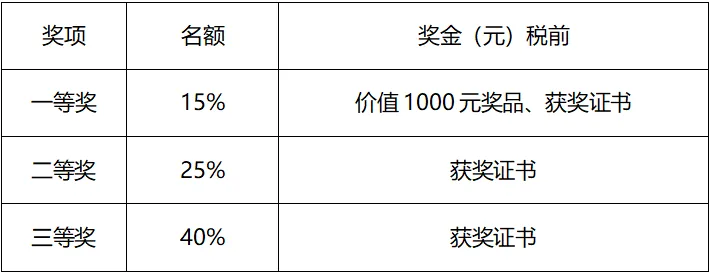 奖项 名额 奖金（元）税前
一等奖 15% 价值1000元奖品、获奖证书
二等奖 25% 获奖证书
三等奖 40% 获奖证书